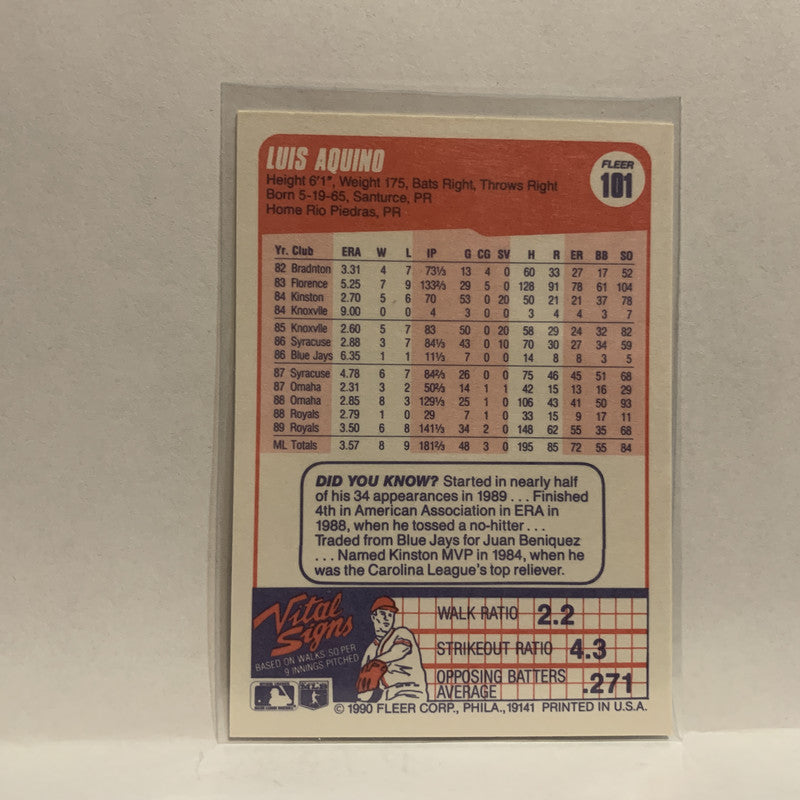 LUIS AQUINO
FLEER
101
Height 6'1", Weight 175, Bats Right, Throws Right
Born 5-19-65, Santurce, PR
Home Rio Piedras, PR
Yr. Club ERA W L IP G CG SV H R ER BB SO
82 Bradnton 3.31 4 7 73⅓ 13 4 0 60 33 27 17 52
83 Florence 5.25 7 9 133⅔ 29 5 0 128 91 78 61 104
84 Kinston 2.70 5 6 70 53 0 20 50 21 21 37 78
84 Knoxvlle 9.00 0 0 4 3 0 0 3 4 4 3 7
85 Knoxvlle 2.60 5 7 83 50 0 20 58 29 24 32 82
86 Syracuse 2.88 3 7 84⅓ 43 0 10 70 30 27 34 59
86 Blue Jays 6.35 1 1 11⅓ 7 0 0 14 8 8 3 5
87 Syracuse 4.78 6 7 84⅔ 26 0 0 75 46 45 51 68
87 Omaha 2.31 3 2 50⅔ 14 1 1 42 15 13 16 29
88 Omaha 2.85 8 3 129⅓ 25 1 0 106 43 41 50 93
88 Royals 2.79 1 0 29 7 1 0 33 15 9 17 11
89 Royals 3.50 6 8 141⅓ 34 2 0 148 62 55 35 68
ML Totals 3.57 8 9 181⅔ 48 3 0 195 85 72 55 84
DID YOU KNOW? Started in nearly half
of his 34 appearances in 1989 . . . Finished
4th in American Association in ERA in
1988, when he tossed a no-hitter . . .
Traded from Blue Jays for Juan Beniquez
. . . Named Kinston MVP in 1984, when he
was the Carolina League's top reliever.
Vital
Signs
BASED ON WALKS, SO PER
9 INNINGS PITCHED
WALK RATIO 2.2
STRIKEOUT RATIO 4.3
OPPOSING BATTERS
AVERAGE .271
© 1990 FLEER CORP., PHILA., 19141 PRINTED IN U.S.A.